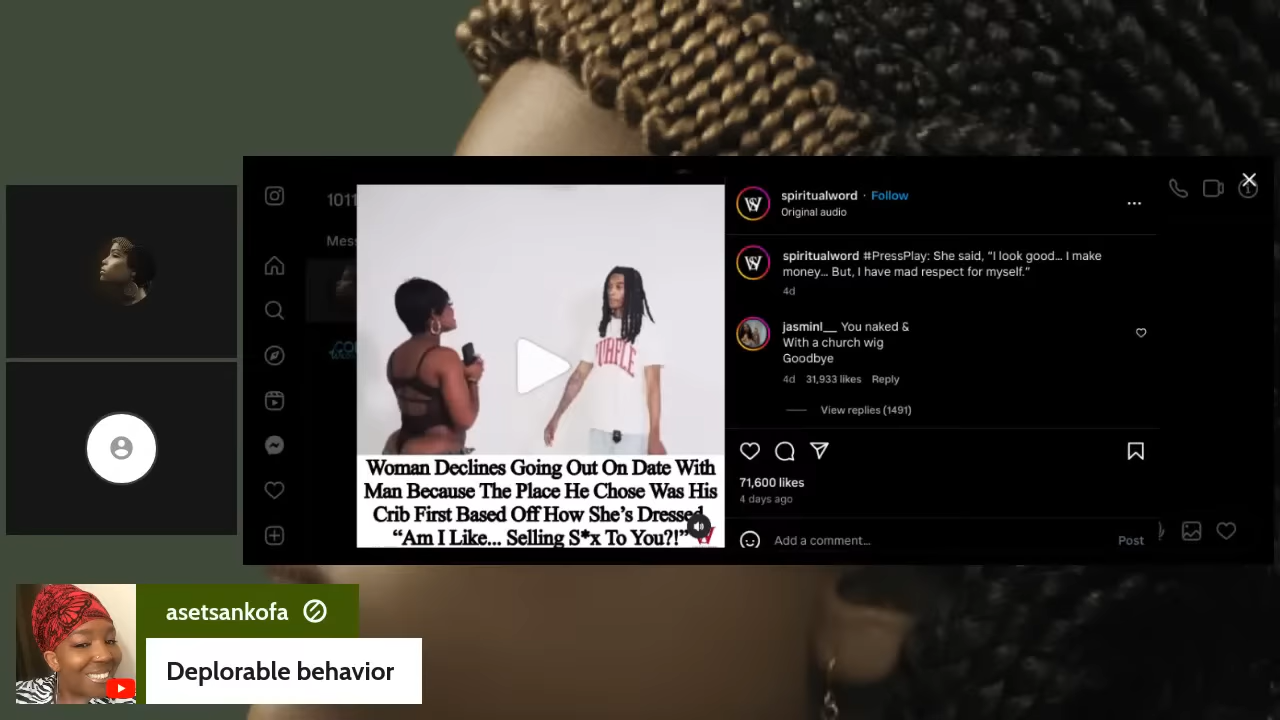 1011
Mess
spiritualword · Follow
Original audio
spiritualword #PressPlay: She said, “I look good... I make
money... But, I have mad respect for myself.”
4d
jasminl__ You naked &
With a church wig
Goodbye
4d 31,933 likes Reply
View replies (1491)
71,600 likes
4 days ago
Add a comment...
Post
Woman Declines Going Out On Date With
Man Because The Place He Chose Was His
Crib First Based Off How She’s Dressed
“Am I Like... Selling S*x To You?!”
asetsankofa
Deplorable behavior